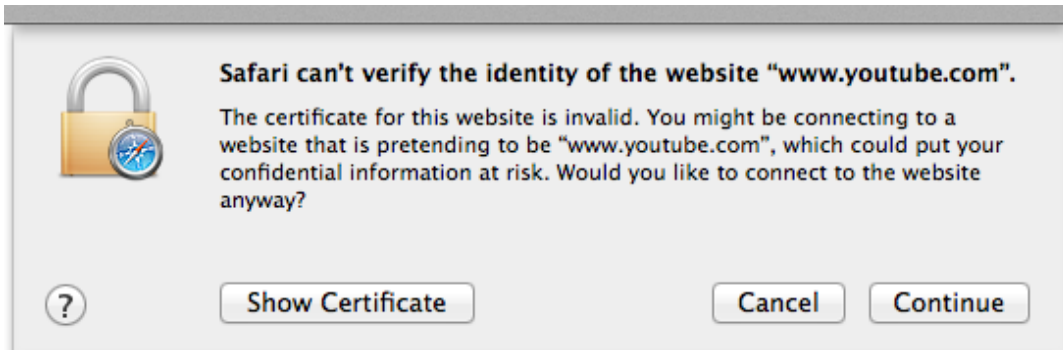 Safari can’t verify the identity of the website “www.youtube.com”.
The certificate for this website is invalid. You might be connecting to a
website that is pretending to be “www.youtube.com”, which could put your
confidential information at risk. Would you like to connect to the website
anyway?
? Show Certificate Cancel Continue